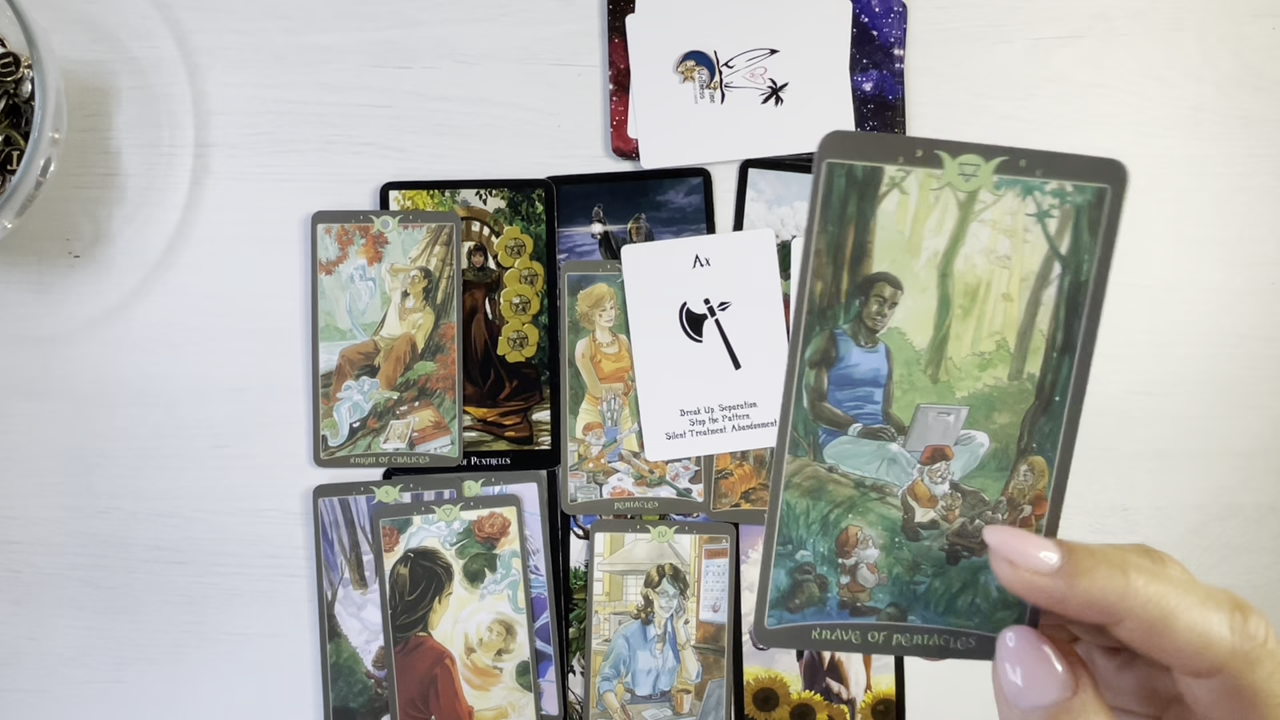 Ax
Break Up. Separation.
Stop the Pattern.
Silent Treatment. Abandonment
KNIGHT OF CHALICES
OF PENTACLES
PENTACLES
IV
KNAVE OF PENTACLES